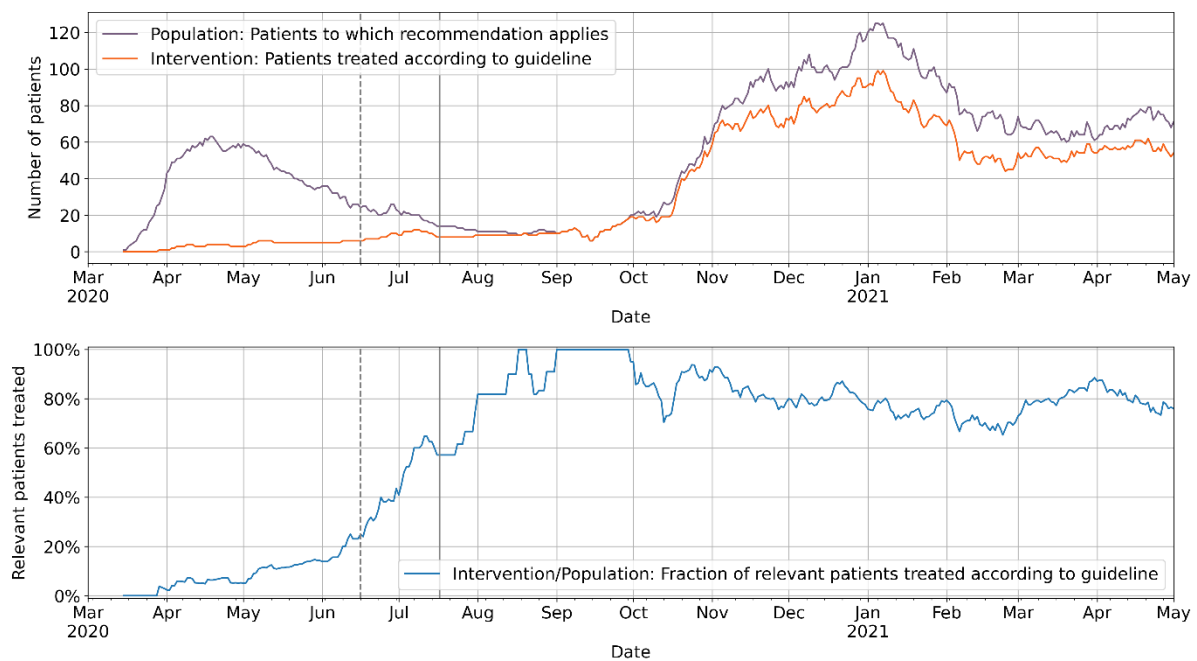 Population: Patients to which recommendation applies
Intervention: Patients treated according to guideline
Number of patients
120
100
80
60
40
20
0
Mar Apr May Jun Jul Aug Sep Oct Nov Dec Jan Feb Mar Apr May
2020 2021
Date
Relevant patients treated
100%
80%
60%
40%
20%
0%
Intervention/Population: Fraction of relevant patients treated according to guideline
Mar Apr May Jun Jul Aug Sep Oct Nov Dec Jan Feb Mar Apr May
2020 2021
Date